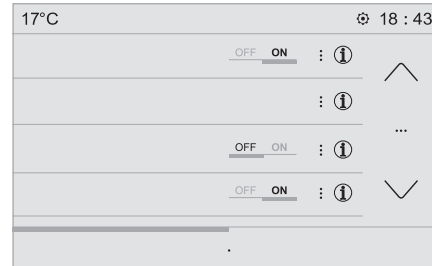 17°C 18 : 43
OFF ON : i
: i
...
OFF ON : i
OFF ON : i
.